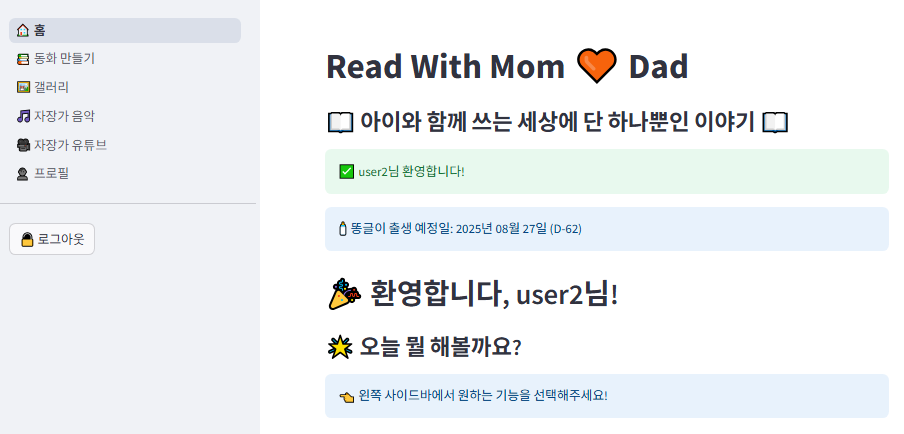 🏠 홈
📚 동화 만들기
🖼️ 갤러리
🎵 자장가 음악
🎥 자장가 유튜브
👤 프로필
🔒 로그아웃
Read With Mom 🧡 Dad
📖 아이와 함께 쓰는 세상에 단 하나뿐인 이야기 📖
✅ user2님 환영합니다!
🍼 똥글이 출생 예정일: 2025년 08월 27일 (D-62)
🎉 환영합니다, user2님!
🌟 오늘 뭘 해볼까요?
👈 왼쪽 사이드바에서 원하는 기능을 선택해주세요!